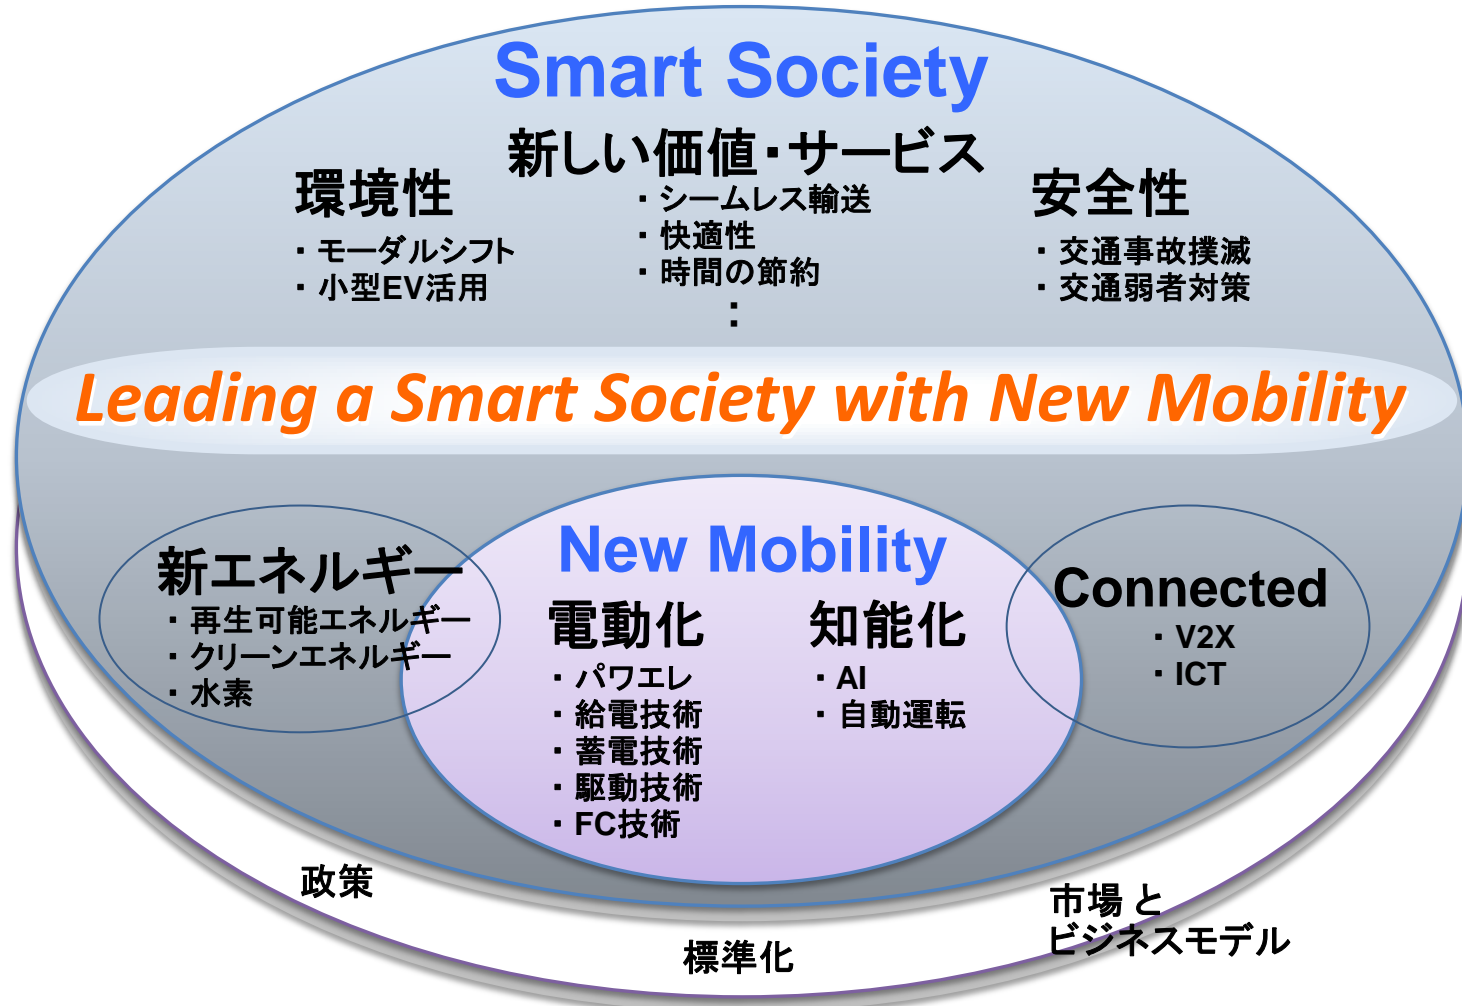 Smart Society
新しい価値・サービス
・シームレス輸送
・快適性
・時間の節約
:
環境性
・モーダルシフト
・小型EV活用
安全性
・交通事故撲滅
・交通弱者対策
Leading a Smart Society with New Mobility
新エネルギー
・再生可能エネルギー
・クリーンエネルギー
・水素
New Mobility
電動化
・パワエレ
・給電技術
・蓄電技術
・駆動技術
・FC技術
知能化
・AI
・自動運転
Connected
・V2X
・ICT
政策
標準化
市場 と
ビジネスモデル